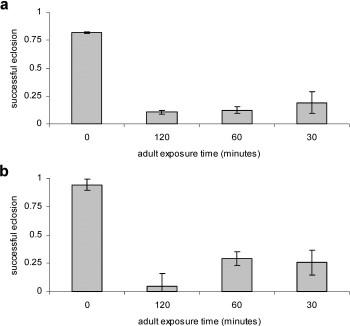 a
successful eclosion
1
0.75
0.5
0.25
0
0 120 60 30
adult exposure time (minutes)
b
successful eclosion
1
0.75
0.5
0.25
0
0 120 60 30
adult exposure time (minutes)